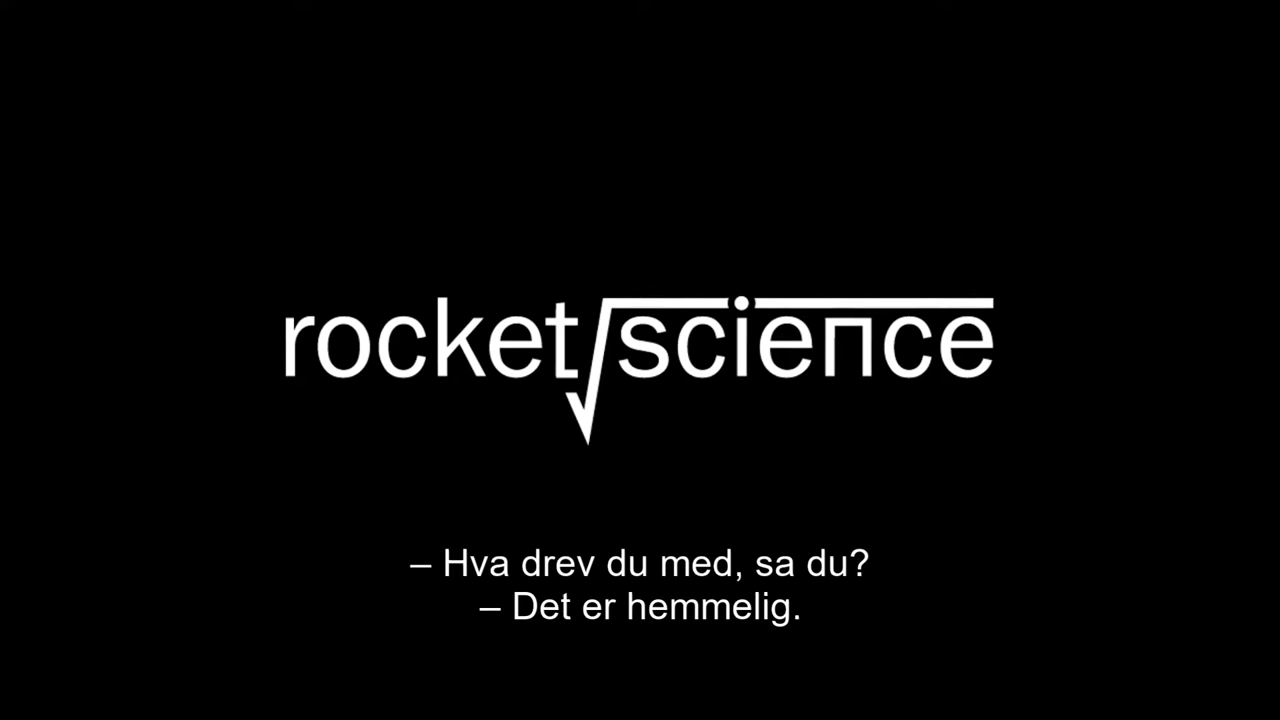 rocket√science
– Hva drev du med, sa du?
– Det er hemmelig.